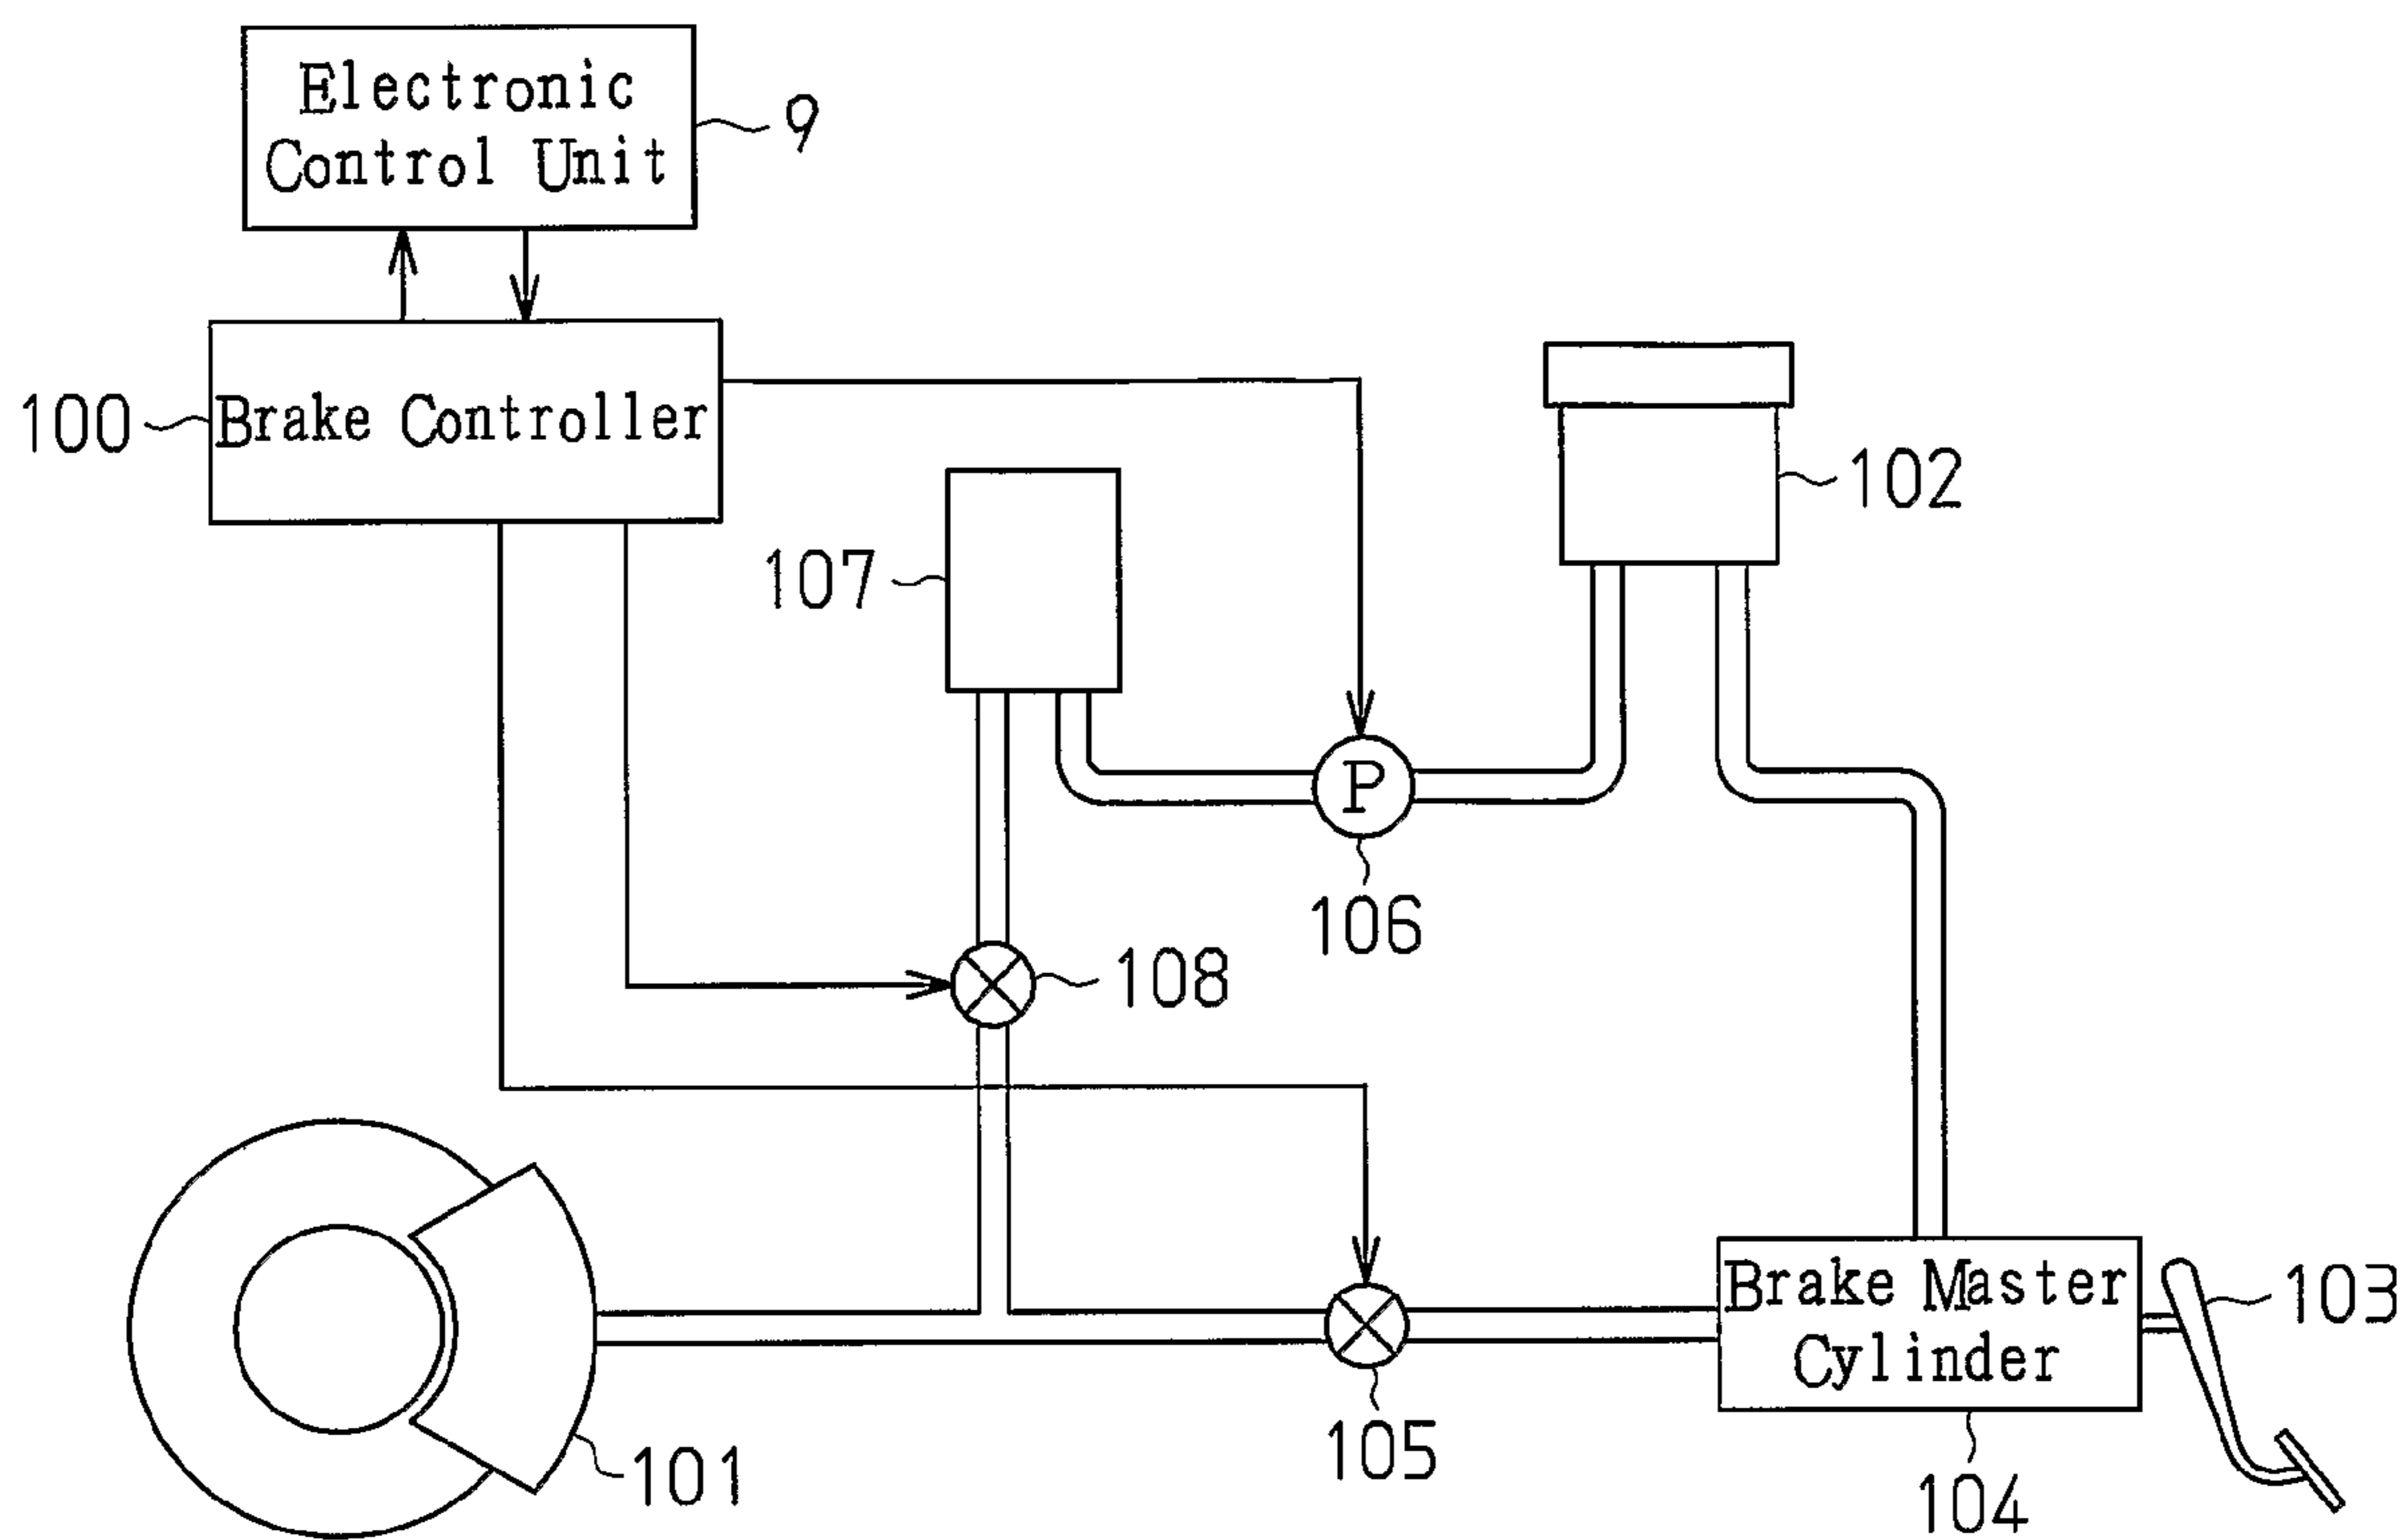 Electronic
Control Unit
9
100
Brake Controller
102
107
P
106
108
Brake Master
Cylinder
103
105
101
104